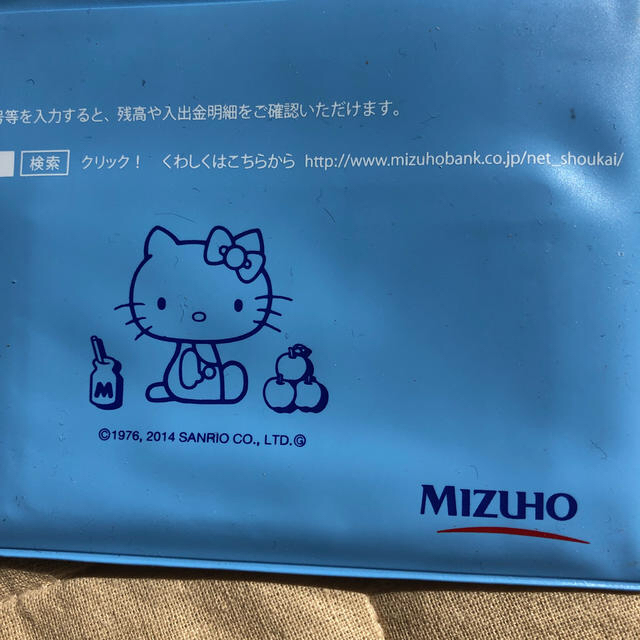 号等を入力すると、残高や入出金明細をご確認いただけます。
検索 クリック！ くわしくはこちらから http://www.mizuhobank.co.jp/net_shoukai/
M
©1976, 2014 SANRIO CO., LTD.Ⓖ
MIZUHO